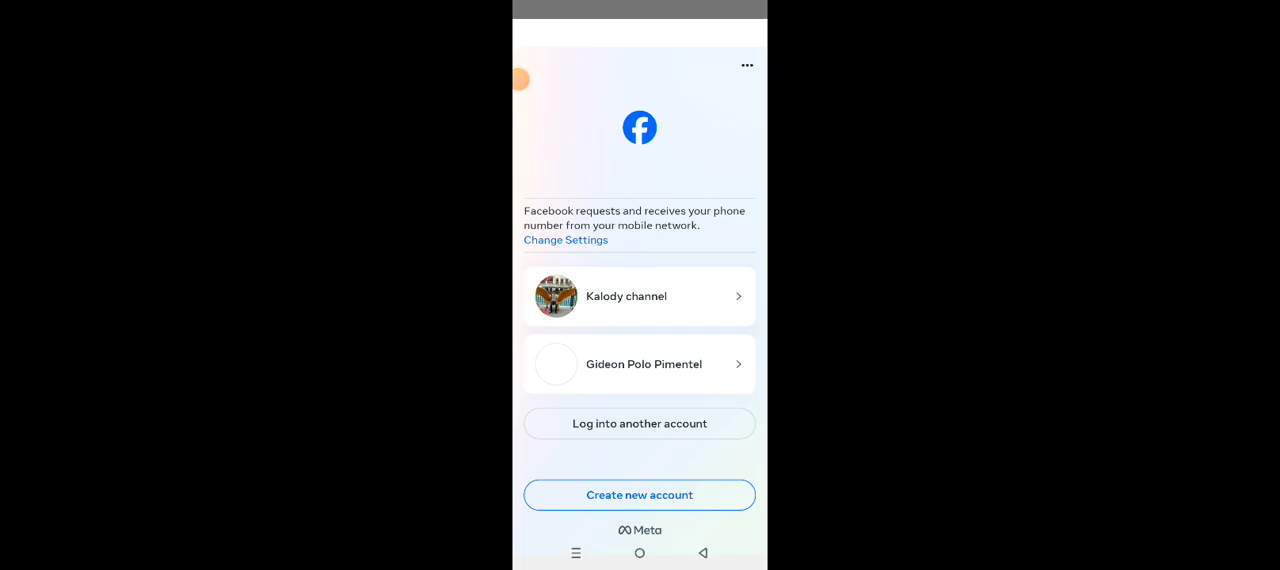 Facebook requests and receives your phone
number from your mobile network.
Change Settings
Kalody channel
Gideon Polo Pimentel
Log into another account
Create new account
Meta